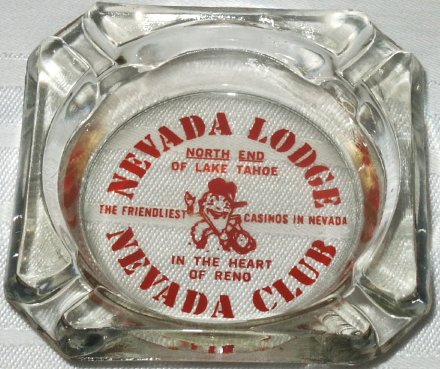 NEVADA LODGE
NORTH END
OF LAKE TAHOE
THE FRIENDLIEST CASINOS IN NEVADA
IN THE HEART
OF RENO
NEVADA CLUB